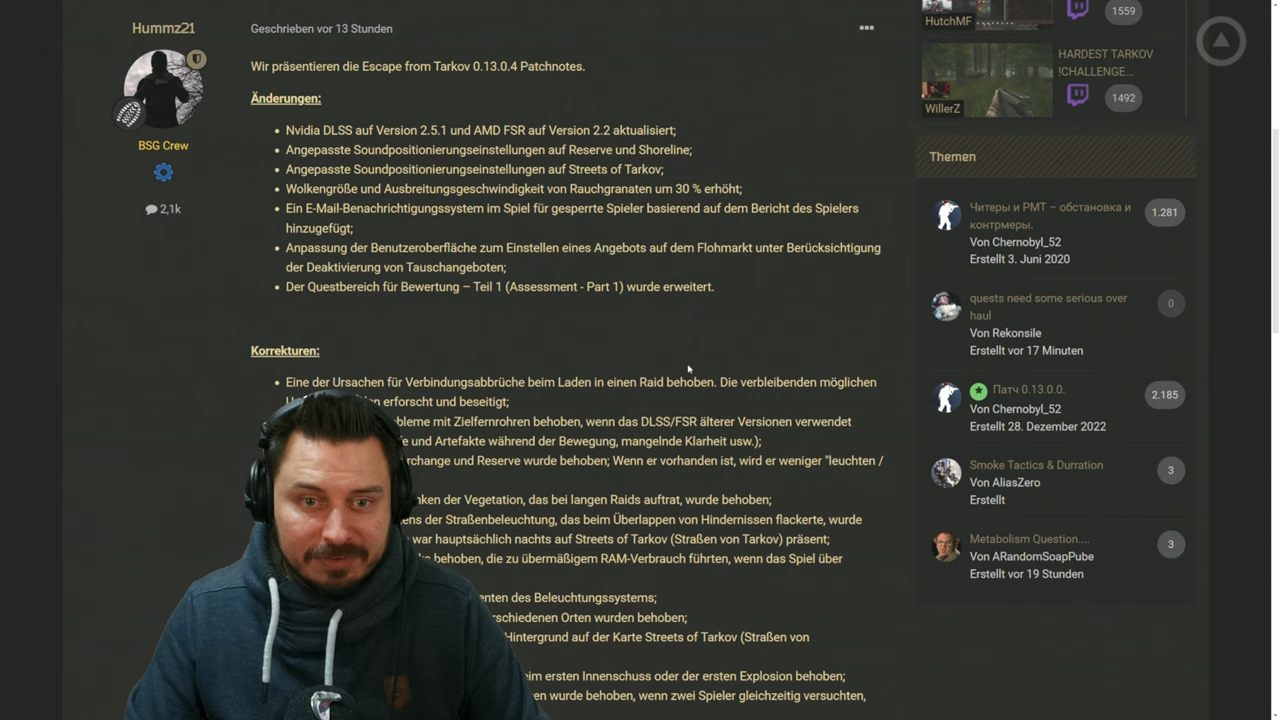 Hummz21
BSG Crew
2,1k
Geschrieben vor 13 Stunden
Wir präsentieren die Escape from Tarkov 0.13.0.4 Patchnotes.
Änderungen:
Nvidia DLSS auf Version 2.5.1 und AMD FSR auf Version 2.2 aktualisiert;
Angepasste Soundpositionierungseinstellungen auf Reserve und Shoreline;
Angepasste Soundpositionierungseinstellungen auf Streets of Tarkov;
Wolkengröße und Ausbreitungsgeschwindigkeit von Rauchgranaten um 30 % erhöht;
Ein E-Mail-Benachrichtigungssystem im Spiel für gesperrte Spieler basierend auf dem Bericht des Spielers
hinzugefügt;
Anpassung der Benutzeroberfläche zum Einstellen eines Angebots auf dem Flohmarkt unter Berücksichtigung
der Deaktivierung von Tauschangeboten;
Der Questbereich für Bewertung – Teil 1 (Assessment - Part 1) wurde erweitert.
Korrekturen:
Eine der Ursachen für Verbindungsabbrüche beim Laden in einen Raid behoben. Die verbleibenden möglichen
erforscht und beseitigt;
mit Zielfernrohren behoben, wenn das DLSS/FSR älterer Versionen verwendet
und Artefakte während der Bewegung, mangelnde Klarheit usw.);
und Reserve wurde behoben; Wenn er vorhanden ist, wird er weniger "leuchten /
der Vegetation, das bei langen Raids auftrat, wurde behoben;
der Straßenbeleuchtung, das beim Überlappen von Hindernissen flackerte, wurde
war hauptsächlich nachts auf Streets of Tarkov (Straßen von Tarkov) präsent;
behoben, die zu übermäßigem RAM-Verbrauch führten, wenn das Spiel über
des Beleuchtungssystems;
Orten wurden behoben;
Hintergrund auf der Karte Streets of Tarkov (Straßen von
ersten Innenschuss oder der ersten Explosion behoben;
wurde behoben, wenn zwei Spieler gleichzeitig versuchten,
HutchMF
1559
WillerZ
HARDEST TARKOV
!CHALLENGE...
1492
Themen
Читеры и РМТ – обстановка и
контрмеры.
Von Chernobyl_52
Erstellt 3. Juni 2020
1.281
quests need some serious over
haul
Von Rekonsile
Erstellt vor 17 Minuten
0
Патч 0.13.0.0.
Von Chernobyl_52
Erstellt 28. Dezember 2022
2.185
Smoke Tactics & Durration
Von AliasZero
Erstellt
3
Metabolism Question....
Von ARandomSoapPube
Erstellt vor 19 Stunden
3